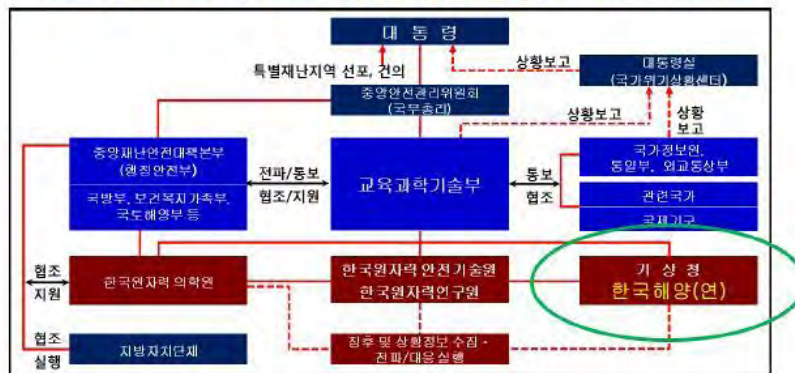 대 통 령
특별재난지역 선포, 건의
상황보고
대통령실
(국가위기상황센터)
중앙안전관리위원회
(국무총리)
상황보고
상황
보고
중앙재난안전대책본부
(행정안전부)
국방부, 보건복지가족부,
국도해양부 등
전파/통보
협조/지원
교육과학기술부
통보
협조
국가정보원,
통일부, 외교통상부
관련국가
국제기구
협조
지원
한국원자력 의학원
한국원자력 안전기술원
한국원자력연구원
기 상 청
한국해양(연)
협조
실행
지방자치단체
징후 및 상황정보 수집 -
전파/대응실행